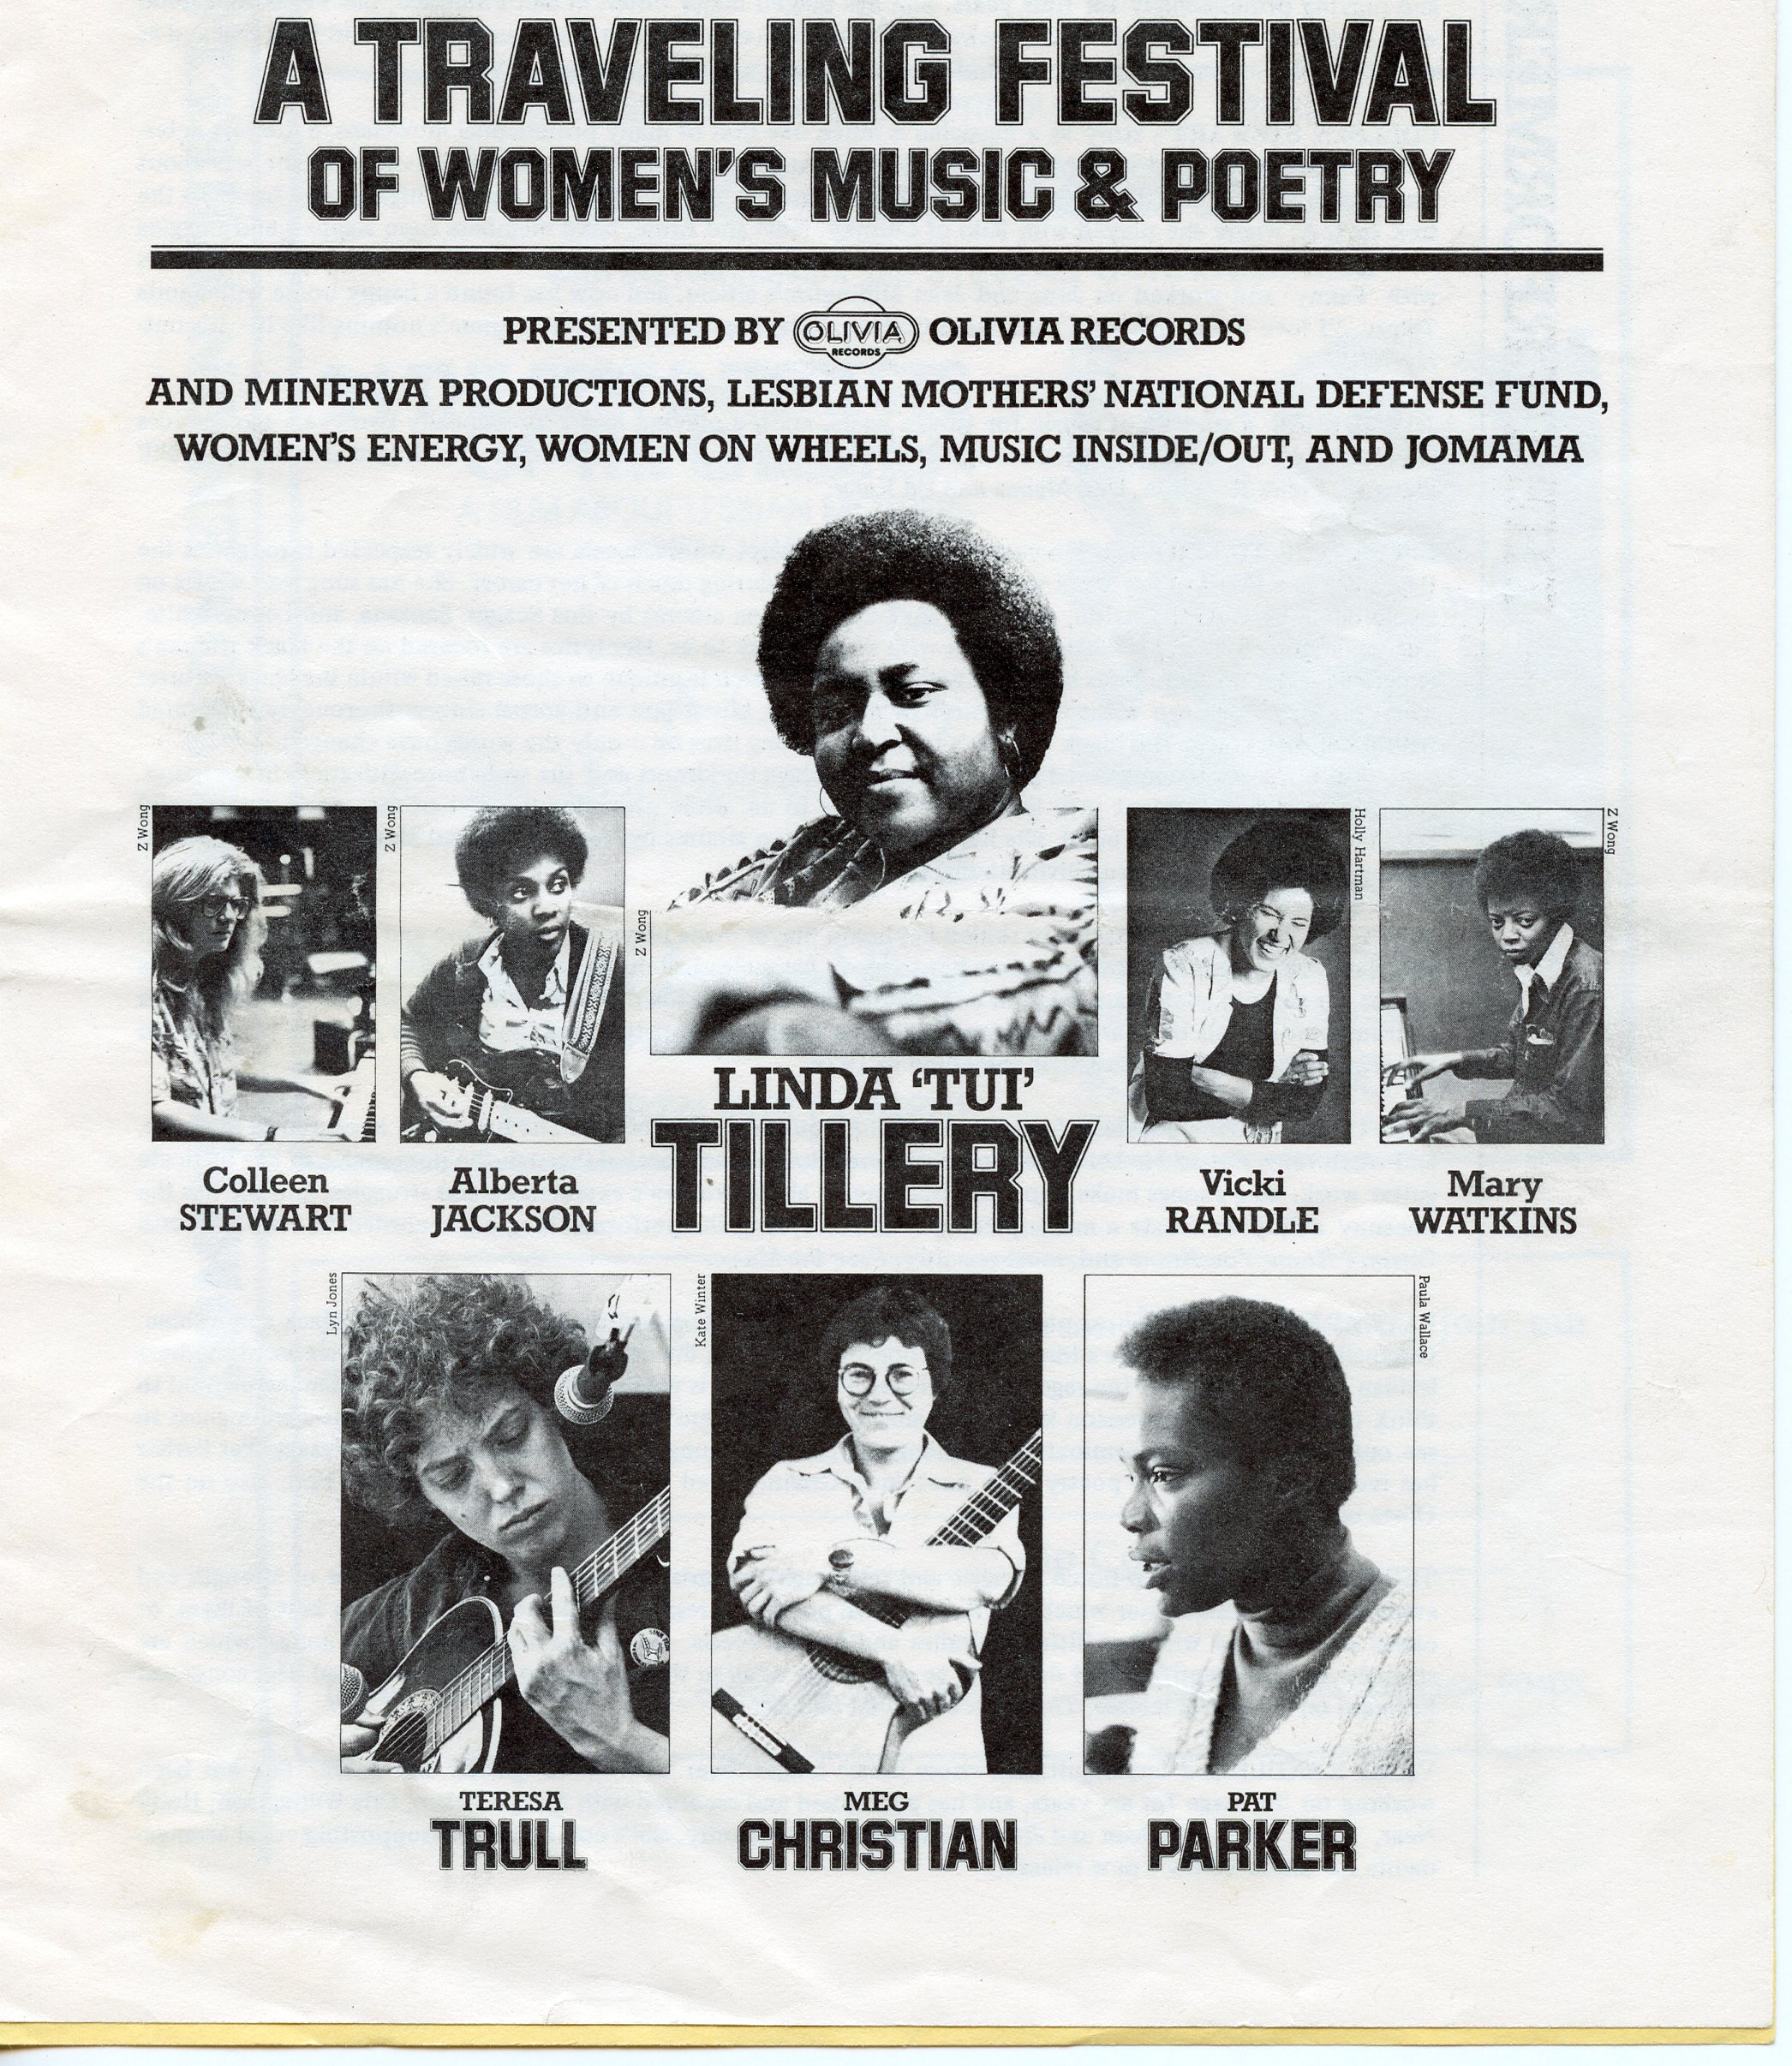 A TRAVELING FESTIVAL
OF WOMEN'S MUSIC & POETRY
PRESENTED BY OLIVIA RECORDS OLIVIA RECORDS
AND MINERVA PRODUCTIONS, LESBIAN MOTHERS' NATIONAL DEFENSE FUND,
WOMEN'S ENERGY, WOMEN ON WHEELS, MUSIC INSIDE/OUT, AND JOMAMA
Z Wong
Z Wong
Z Wong
Holly Hartman
Z Wong
LINDA 'TUI'
TILLERY
Colleen
STEWART
Alberta
JACKSON
Vicki
RANDLE
Mary
WATKINS
Lyn Jones
Kate Winter
Paula Wallace
TERESA
TRULL
MEG
CHRISTIAN
PAT
PARKER